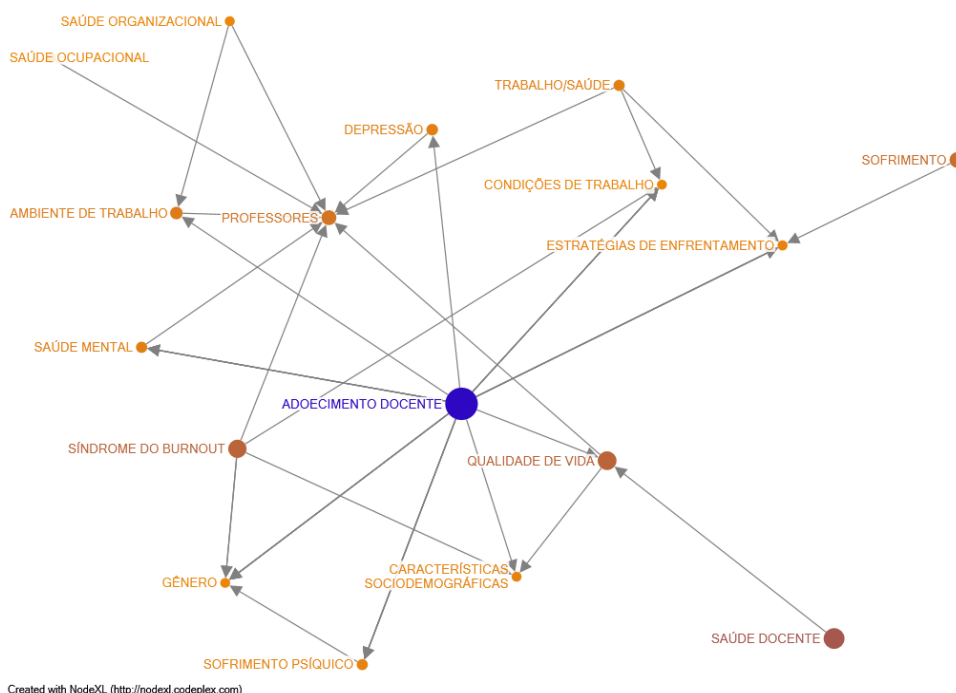 SAÚDE ORGANIZACIONAL
SAÚDE OCUPACIONAL
TRABALHO/SAÚDE
DEPRESSÃO
SOFRIMENTO
CONDIÇÕES DE TRABALHO
AMBIENTE DE TRABALHO
PROFESSORES
ESTRATÉGIAS DE ENFRENTAMENTO
SAÚDE MENTAL
ADOECIMENTO DOCENTE
SÍNDROME DO BURNOUT
QUALIDADE DE VIDA
CARACTERÍSTICAS
SOCIODEMOGRÁFICAS
GÊNERO
SAÚDE DOCENTE
SOFRIMENTO PSÍQUICO
Created with NodeXL (http://nodexl.codeplex.com)